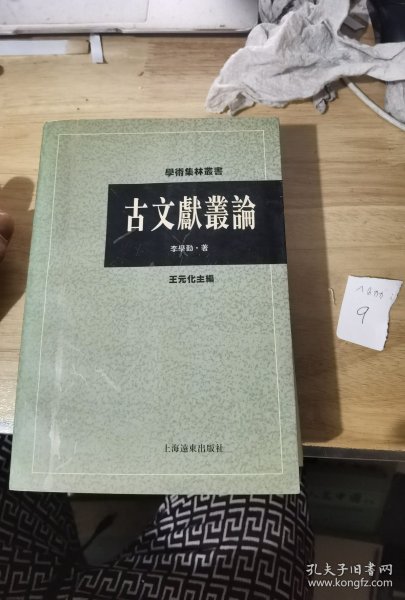 學術集林叢書
古文獻叢論
李學勤·著
王元化主編
上海遠東出版社
9
孔夫子旧书网
www.kongfz.com